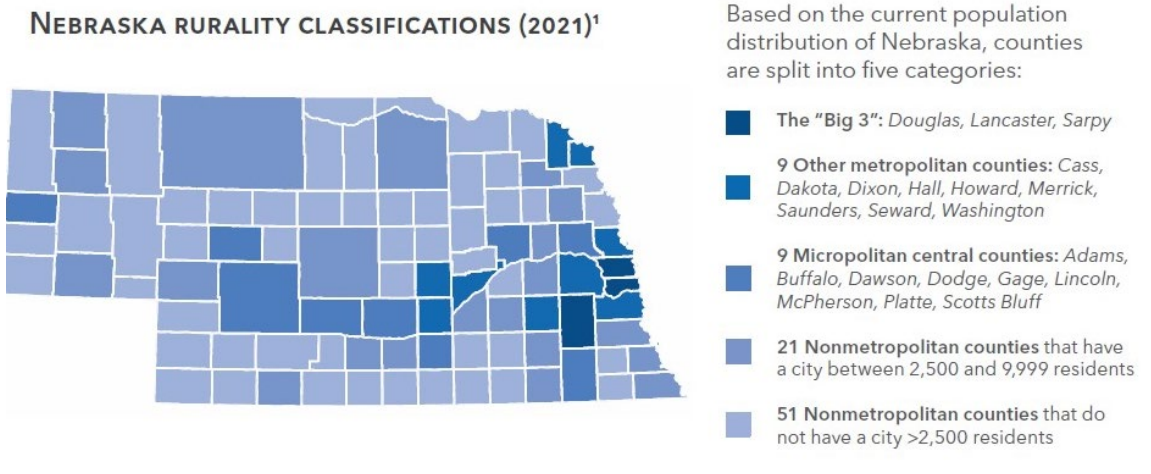 NEBRASKA RURALITY CLASSIFICATIONS (2021)¹
Based on the current population
distribution of Nebraska, counties
are split into five categories:
The "Big 3": Douglas, Lancaster, Sarpy
9 Other metropolitan counties: Cass,
Dakota, Dixon, Hall, Howard, Merrick,
Saunders, Seward, Washington
9 Micropolitan central counties: Adams,
Buffalo, Dawson, Dodge, Gage, Lincoln,
McPherson, Platte, Scotts Bluff
21 Nonmetropolitan counties that have
a city between 2,500 and 9,999 residents
51 Nonmetropolitan counties that do
not have a city >2,500 residents